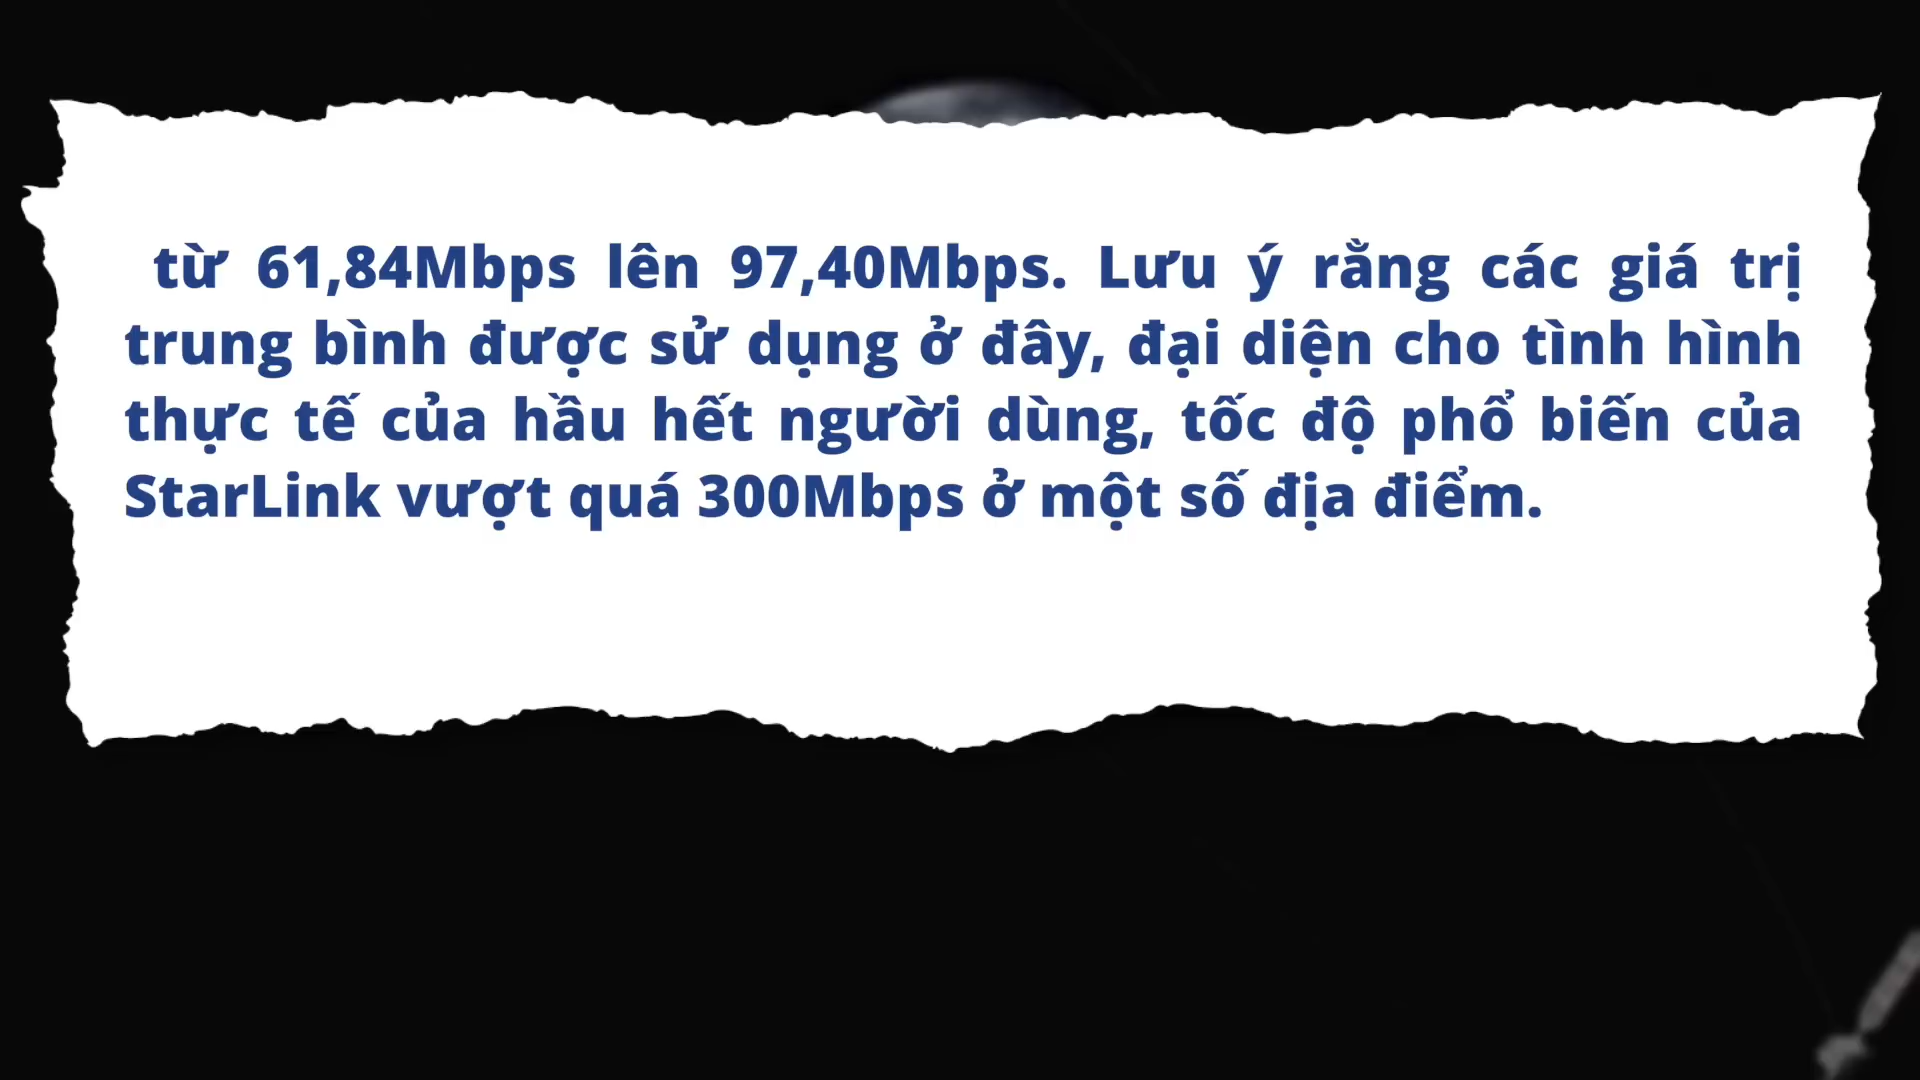 từ 61,84Mbps lên 97,40Mbps. Lưu ý rằng các giá trị
trung bình được sử dụng ở đây, đại diện cho tình hình
thực tế của hầu hết người dùng, tốc độ phổ biến của
StarLink vượt quá 300Mbps ở một số địa điểm.